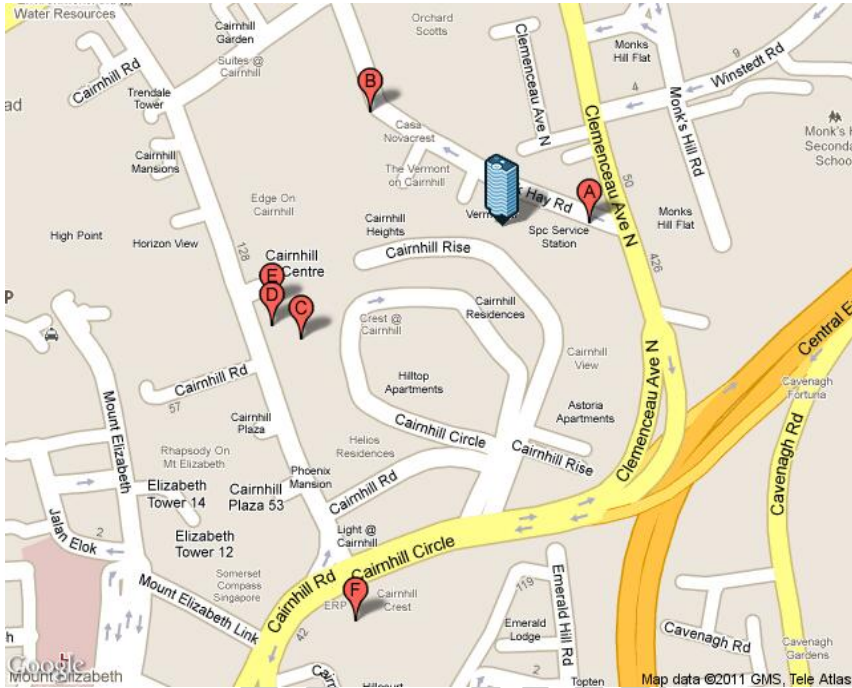 Water Resources
Cairnhill
Garden
Orchard
Scotts
Monks
Hill Flat
Winstedt Rd
9
4
Clemenceau Ave N
Cairnhill Rd
Suites @
Cairnhill
Trendale
Tower
B
Casa
Novacrest
Monk's Hill Rd
Monk's
Secondary
School
Cairnhill
Mansions
The Vermont
on Cairnhill
Clemenceau Ave N
50
A
Hay Rd
Edge On
Cairnhill
Cairnhill
Heights
Spc Service
Station
Monks
Hill Flat
High Point
Horizon View
128
Cairnhill
Centre
Cairnhill Rise
426
E
D
C
Crest @
Cairnhill
Cairnhill
Residences
Central
P
Clemenceau Ave N
Cairnhill
View
Hilltop
Apartments
Cavenagh
Fortuna
Cairnhill Rd
57
Mount Elizabeth
Cairnhill
Plaza
Astoria
Apartments
Cairnhill Circle
Cairnhill Rise
Cavenagh Rd
Rhapsody On
Mt Elizabeth
Helios
Residences
Phoenix
Mansion
Elizabeth
Tower 14
Cairnhill
Plaza 53
Cairnhill Rd
Jalan Elok
2
Elizabeth
Tower 12
Light @
Cairnhill
Cairnhill Circle
Somerset
Compass
Singapore
Cairnhill Rd
Mount Elizabeth Link
F
ERP
Cairnhill
Crest
42
119
Emerald
Lodge
Emerald Hill Rd
Cavenagh Rd
Cavenagh
Gardens
2
Hillcourt
Topten
H
Google
Mount Elizabeth
Map data ©2011 GMS, Tele Atlas